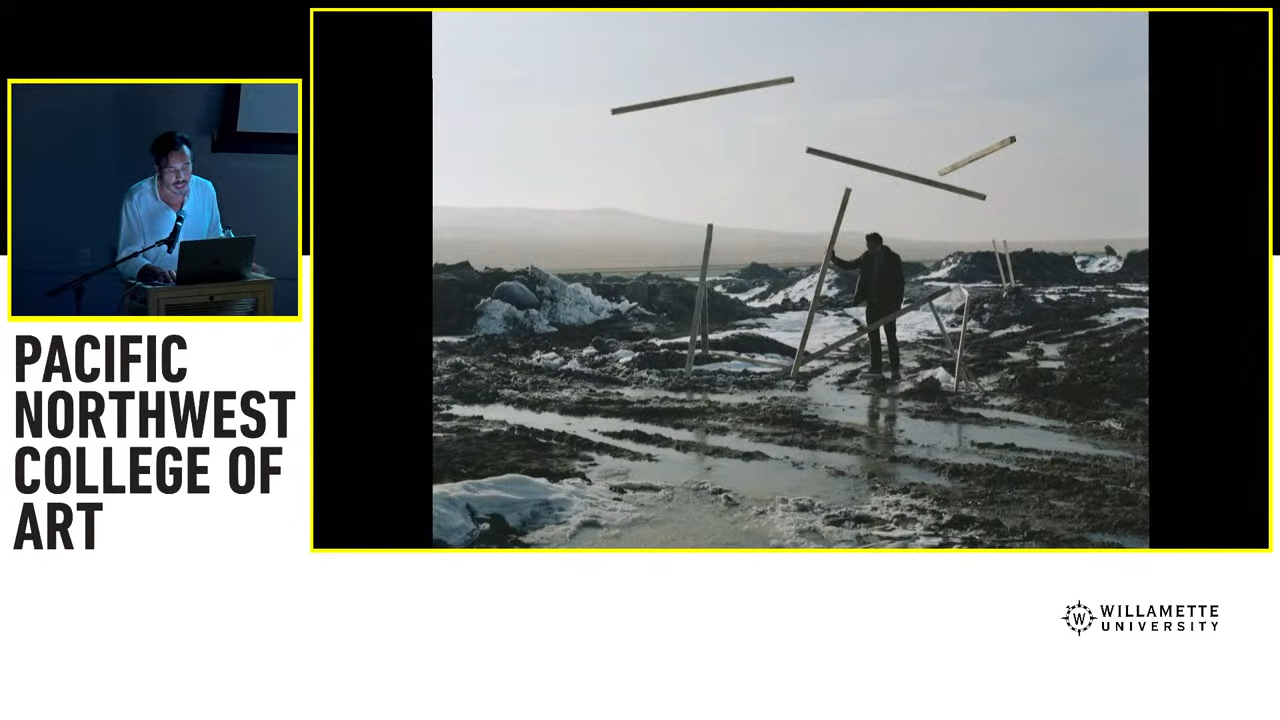 PACIFIC
NORTHWEST
COLLEGE OF
ART
W
WILLAMETTE
UNIVERSITY